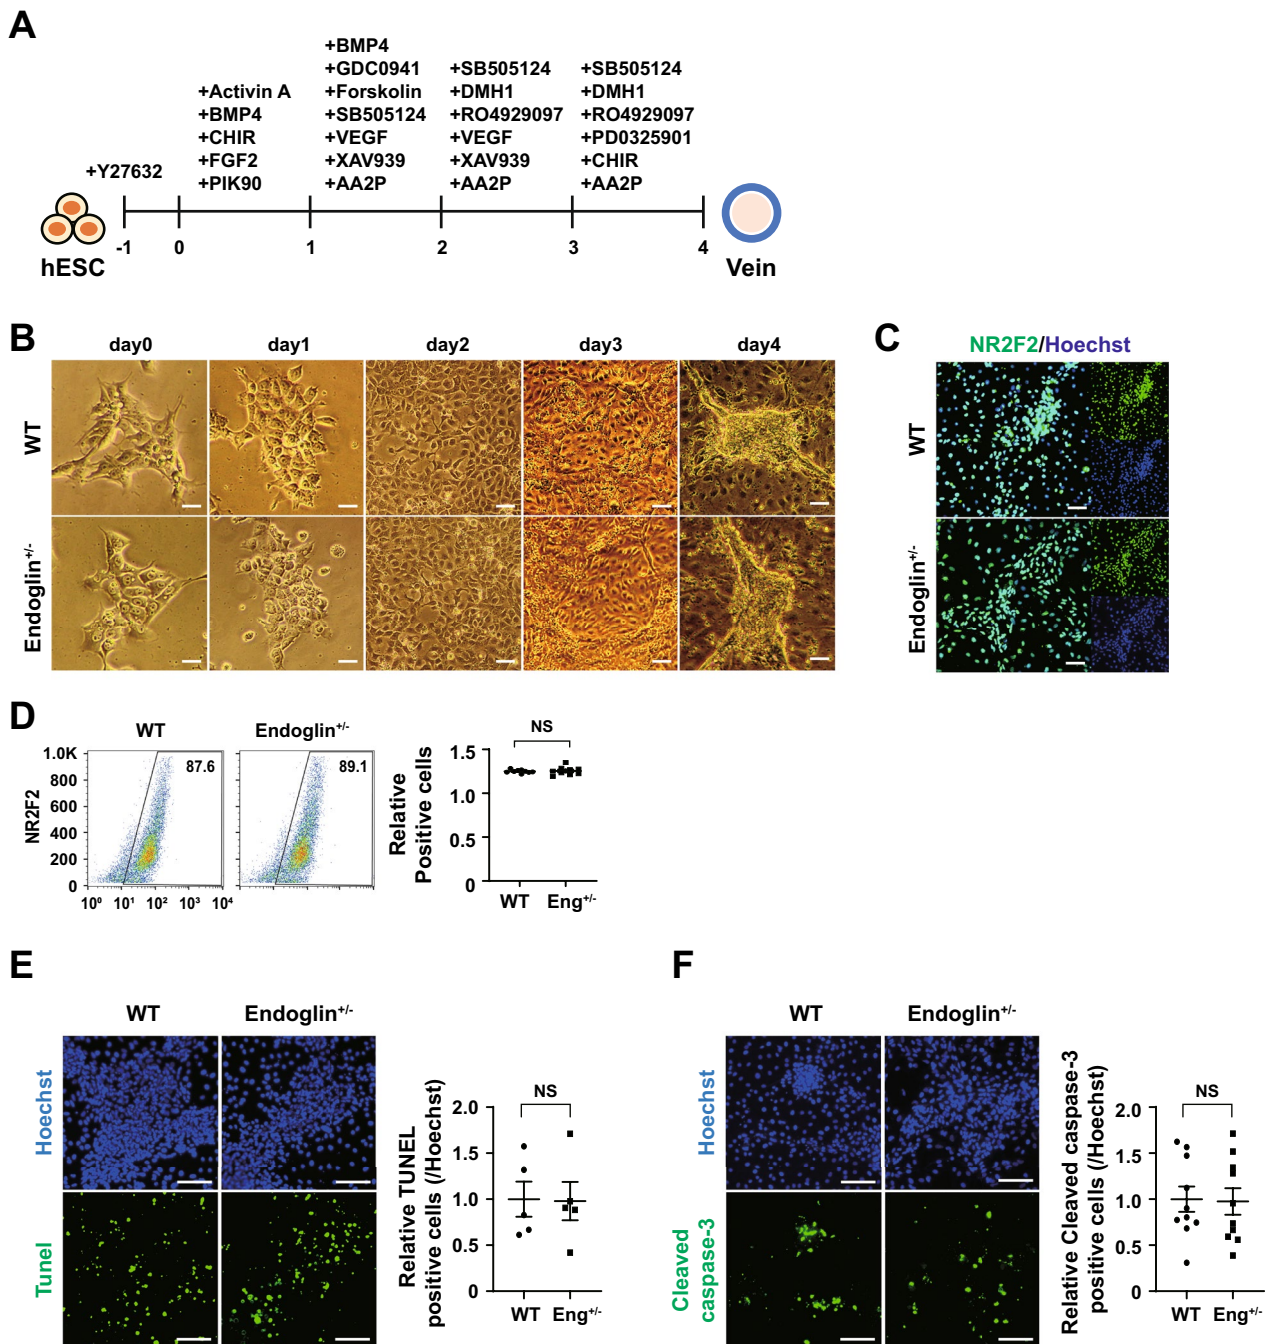 A
+Y27632
+Activin A
+BMP4
+CHIR
+FGF2
+PIK90
+BMP4
+GDC0941
+Forskolin
+SB505124
+VEGF
+XAV939
+AA2P
+SB505124
+DMH1
+RO4929097
+VEGF
+XAV939
+AA2P
+SB505124
+DMH1
+RO4929097
+PD0325901
+CHIR
+AA2P
-1 0 1 2 3 4
hESC
Vein
B
day0 day1 day2 day3 day4
WT
Endoglin+/-
C
NR2F2/Hoechst
WT
Endoglin+/-
D
WT Endoglin+/-
NR2F2
1.0K
800
600
400
200
0
87.6
89.1
10⁰ 10¹ 10² 10³ 10⁴
Relative
Positive cells
NS
1.5
1.0
0.5
0
WT Eng+/-
E
WT Endoglin+/-
Hoechst
Tunel
Relative TUNEL
positive cells (/Hoechst)
NS
2.0
1.5
1.0
0.5
0
WT Eng+/-
F
WT Endoglin+/-
Hoechst
Cleaved
caspase-3
Relative Cleaved caspase-3
positive cells (/Hoechst)
NS
2.0
1.5
1.0
0.5
0
WT Eng+/-